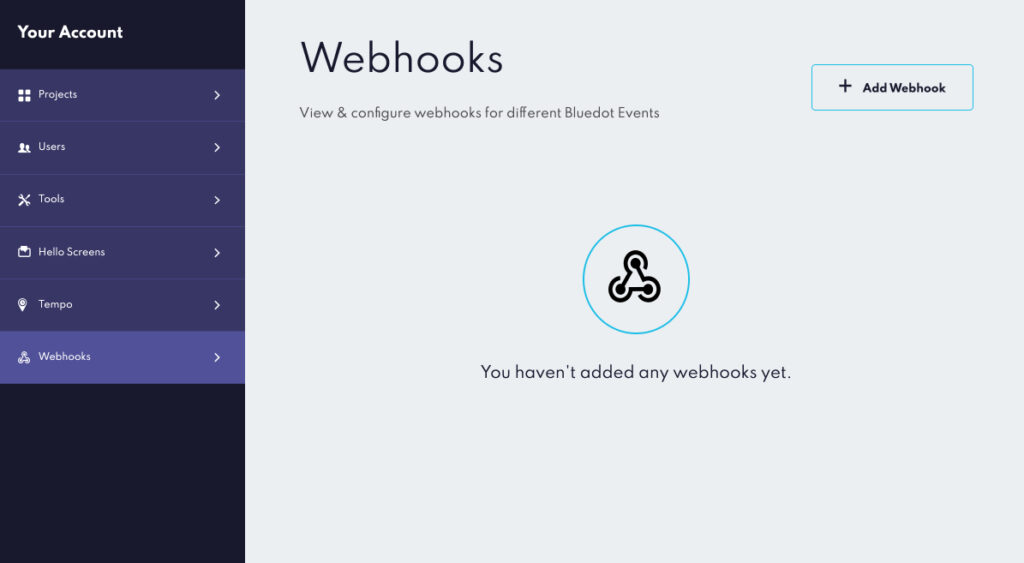 Your Account
Projects
Users
Tools
Hello Screens
Tempo
Webhooks
Webhooks
View & configure webhooks for different Bluedot Events
Add Webhook
You haven't added any webhooks yet.